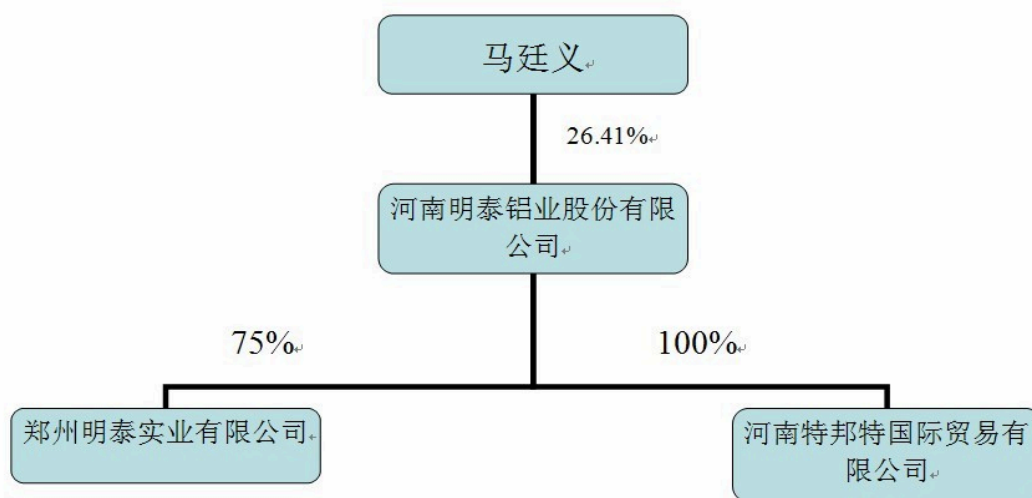 马廷义
26.41%
河南明泰铝业股份有限
公司
75%
100%
郑州明泰实业有限公司
河南特邦特国际贸易有
限公司